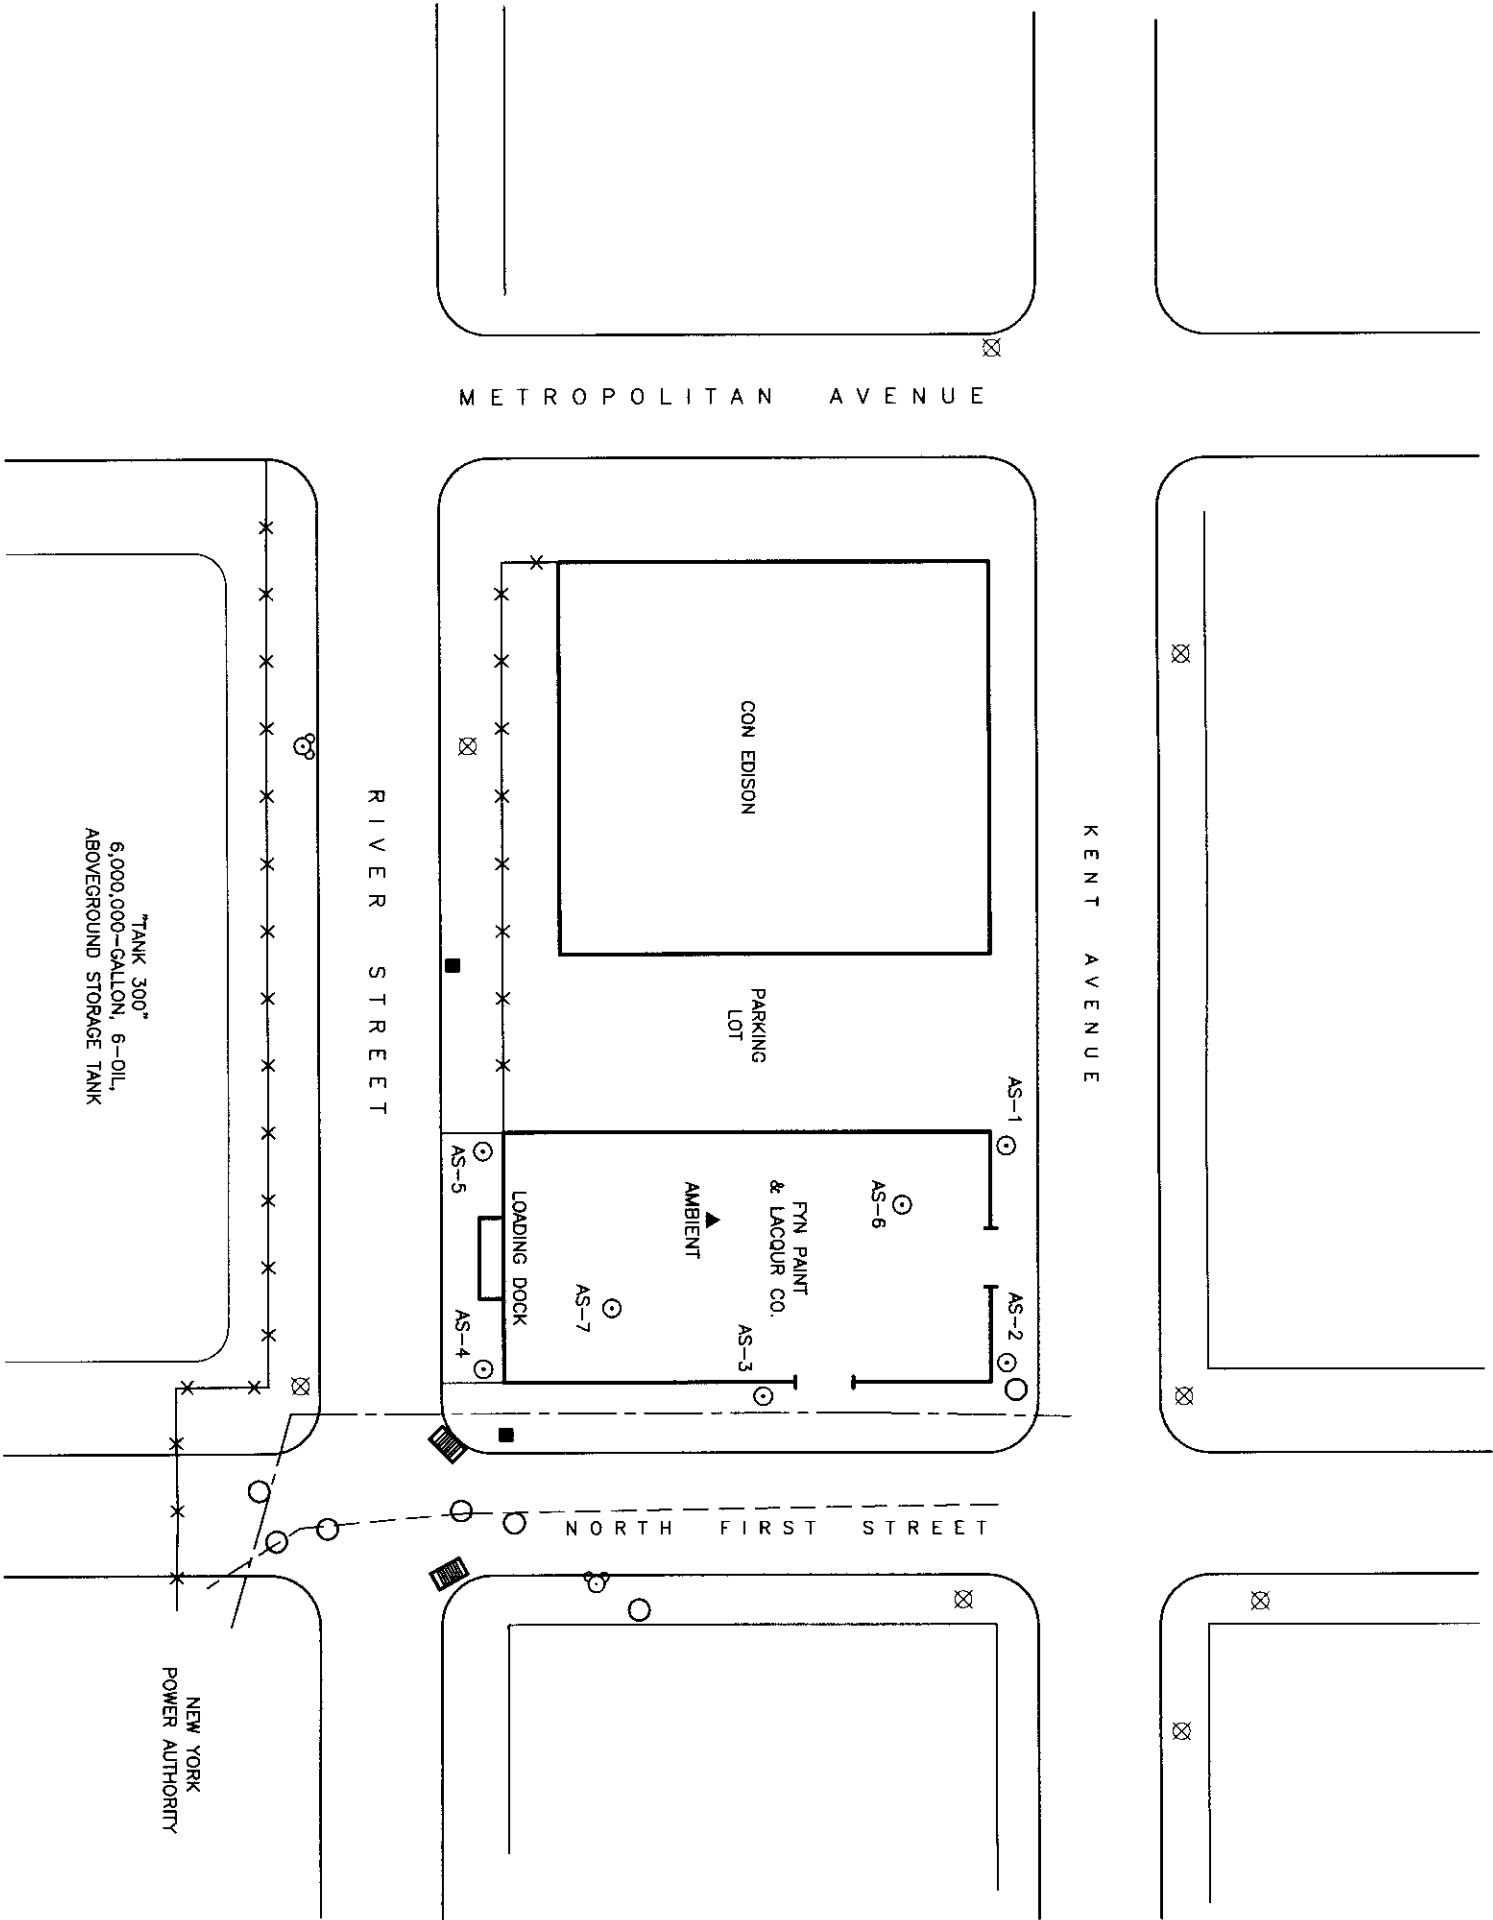 METROPOLITAN AVENUE
KENT AVENUE
RIVER STREET
CON EDISON
PARKING
LOT
"TANK 300"
6,000,000-GALLON, 6-OIL,
ABOVEGROUND STORAGE TANK
AS-1
AS-5
AS-6
FYN PAINT
& LACQUR CO.
AMBIENT
LOADING DOCK
AS-2
AS-7
AS-4
AS-3
NORTH FIRST STREET
NEW YORK
POWER AUTHORITY